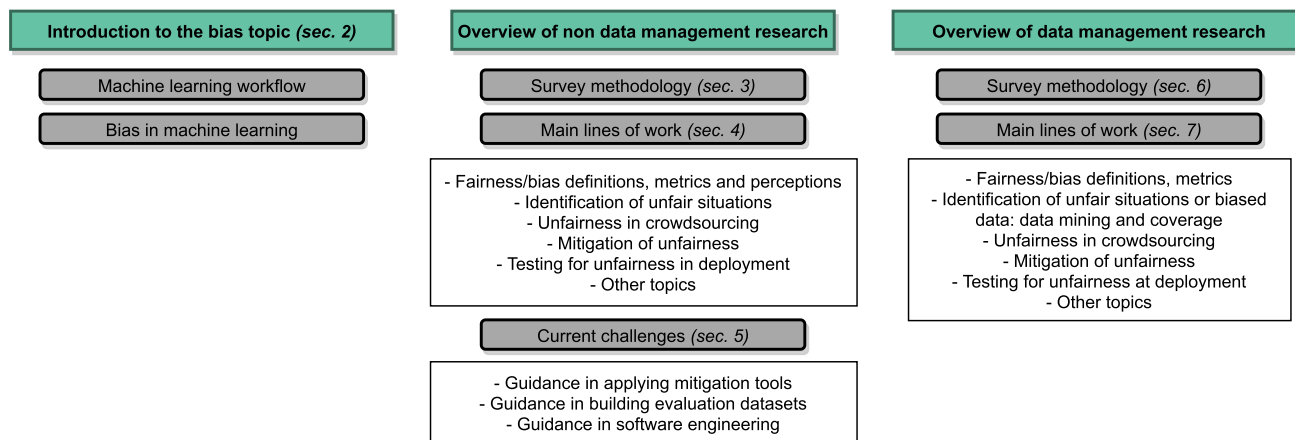 Introduction to the bias topic (sec. 2)
Machine learning workflow
Bias in machine learning
Overview of non data management research
Survey methodology (sec. 3)
Main lines of work (sec. 4)
- Fairness/bias definitions, metrics and perceptions
- Identification of unfair situations
- Unfairness in crowdsourcing
- Mitigation of unfairness
- Testing for unfairness in deployment
- Other topics
Current challenges (sec. 5)
- Guidance in applying mitigation tools
- Guidance in building evaluation datasets
- Guidance in software engineering
Overview of data management research
Survey methodology (sec. 6)
Main lines of work (sec. 7)
- Fairness/bias definitions, metrics
- Identification of unfair situations or biased
data: data mining and coverage
- Unfairness in crowdsourcing
- Mitigation of unfairness
- Testing for unfairness at deployment
- Other topics